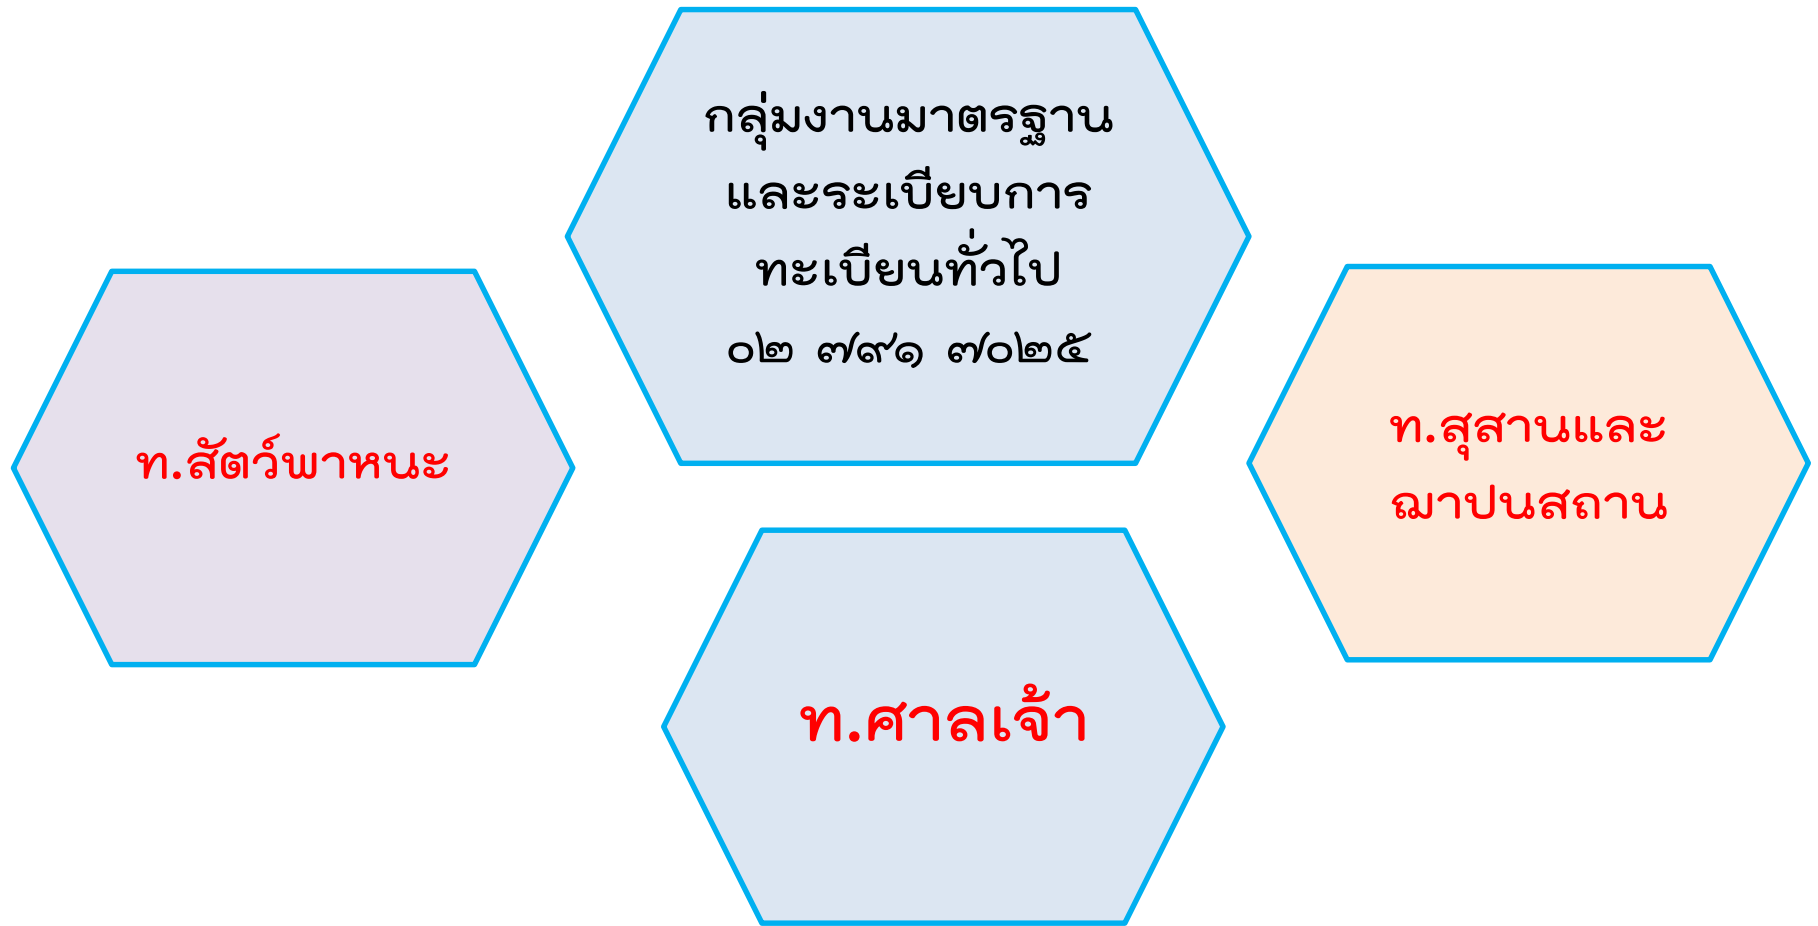 กลุ่มงานมาตรฐาน
และระเบียบการ
ทะเบียนทั่วไป
๐๒ ๗๙๑ ๗๐๒๕
ท.สัตว์พาหนะ
ท.สุสานและ
ฌาปนสถาน
ท.ศาลเจ้า